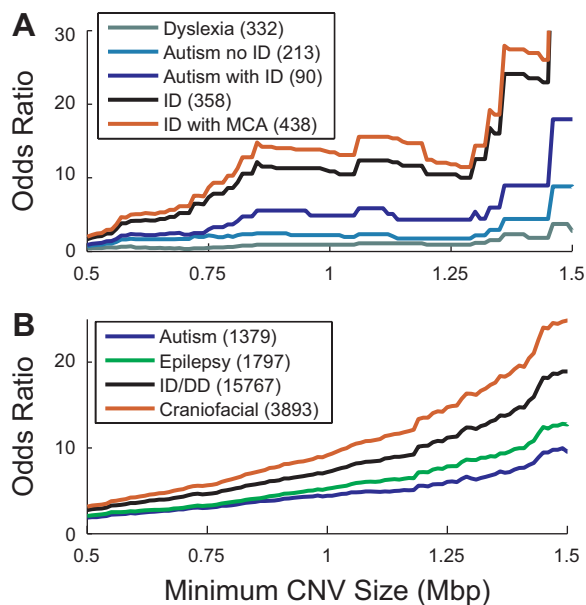 A
Odds Ratio
30
20
10
0
Dyslexia (332)
Autism no ID (213)
Autism with ID (90)
ID (358)
ID with MCA (438)
0.5
0.75
1
1.25
1.5
B
Odds Ratio
20
10
0
Autism (1379)
Epilepsy (1797)
ID/DD (15767)
Craniofacial (3893)
0.5
0.75
1
1.25
1.5
Minimum CNV Size (Mbp)